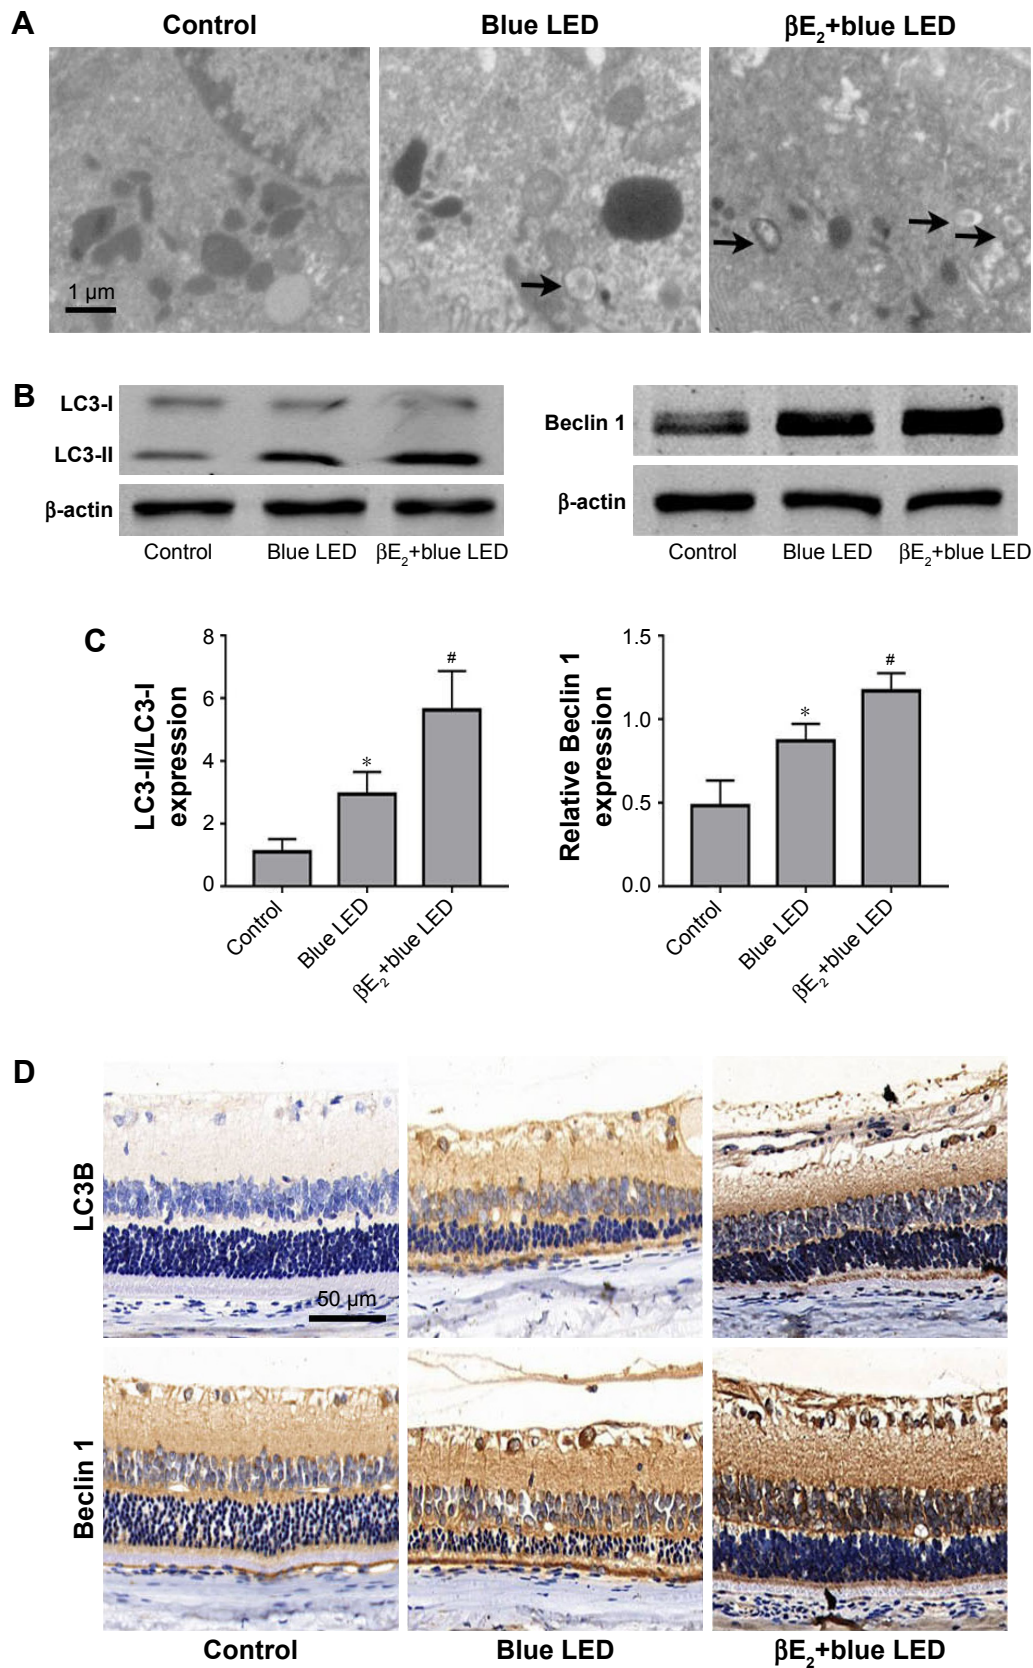 A
Control
Blue LED
βE₂+blue LED
1 µm
B
LC3-I
LC3-II
β-actin
Control
Blue LED
βE₂+blue LED
Beclin 1
β-actin
Control
Blue LED
βE₂+blue LED
C
LC3-II/LC3-I
expression
8
6
4
2
0
*
#
Control
Blue LED
βE₂+blue LED
Relative Beclin 1
expression
1.5
1.0
0.5
0.0
*
#
Control
Blue LED
βE₂+blue LED
D
LC3B
50 µm
Beclin 1
Control
Blue LED
βE₂+blue LED